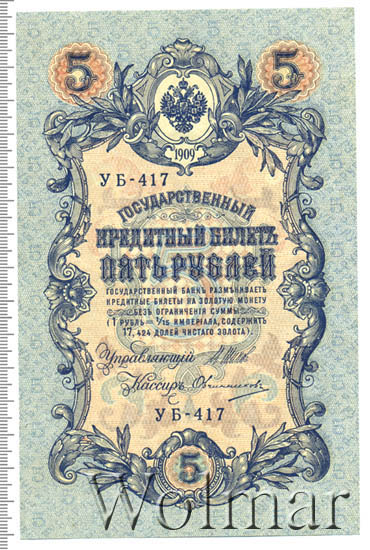 5 5
1909
УБ-417
ГОСУДАРСТВЕННЫЙ
КРЕДИТНЫЙ БИЛЕТЪ
ПЯТЬ РУБЛЕЙ
ГОСУДАРСТВЕННЫЙ БАНКЪ РАЗМѢНИВАЕТЪ
КРЕДИТНЫЕ БИЛЕТЫ НА ЗОЛОТУЮ МОНЕТУ
БЕЗЪ ОГРАНИЧЕНІЯ СУММЫ
(1 РУБЛЬ = 1/15 ИМПЕРІАЛА, СОДЕРЖИТЪ
17,424 ДОЛЕЙ ЧИСТАГО ЗОЛОТА).
Управляющій
Кассиръ Овчинниковъ
УБ-417
5
Wolmar